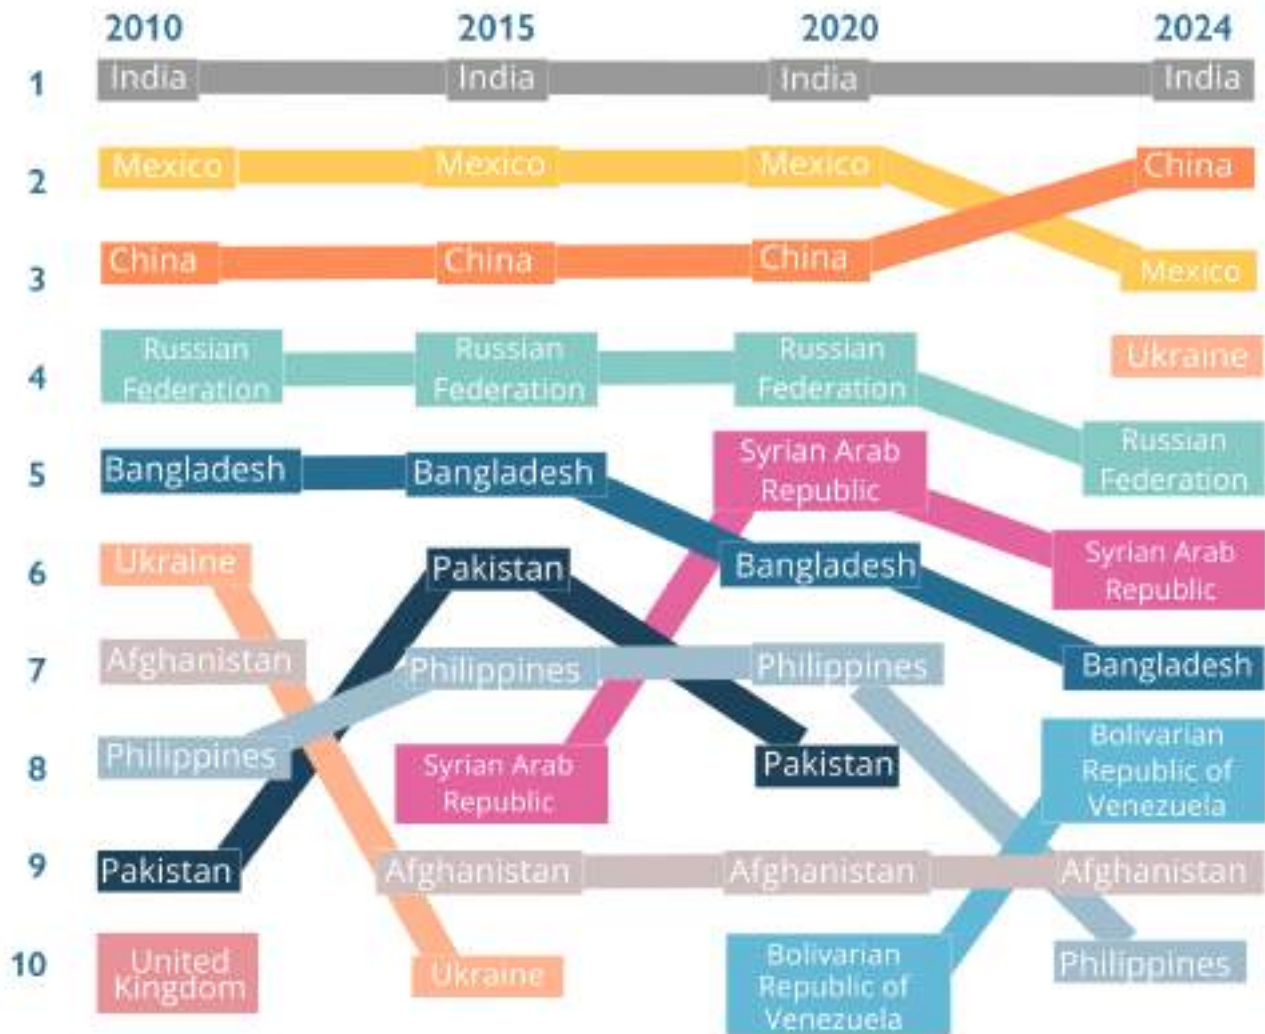 2010 2015 2020 2024
1 India India India India
2 Mexico Mexico Mexico China
3 China China China Mexico
4 Russian Federation Russian Federation Russian Federation Ukraine
5 Bangladesh Bangladesh Syrian Arab Republic Russian Federation
6 Ukraine Pakistan Bangladesh Syrian Arab Republic
7 Afghanistan Philippines Philippines Bangladesh
8 Philippines Syrian Arab Republic Pakistan Bolivarian Republic of Venezuela
9 Pakistan Afghanistan Afghanistan Afghanistan
10 United Kingdom Ukraine Bolivarian Republic of Venezuela Philippines